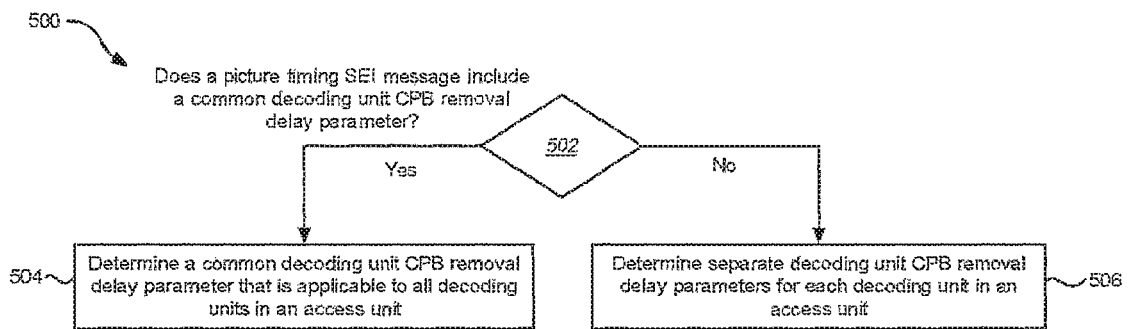 500
Does a picture timing SEI message include
a common decoding unit CPB removal
delay parameter?
502
Yes
No
504
Determine a common decoding unit CPB removal
delay parameter that is applicable to all decoding
units in an access unit
Determine separate decoding unit CPB removal
delay parameters for each decoding unit in an
access unit
506